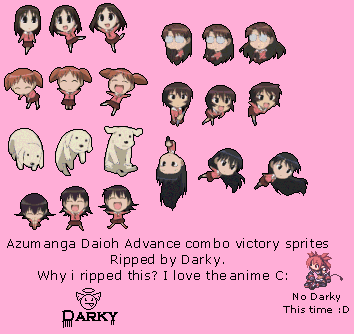 Azumanga Daioh Advance combo victory sprites
Ripped by Darky.
Why i ripped this? I love the anime C:
No Darky
This time :D
DARKY